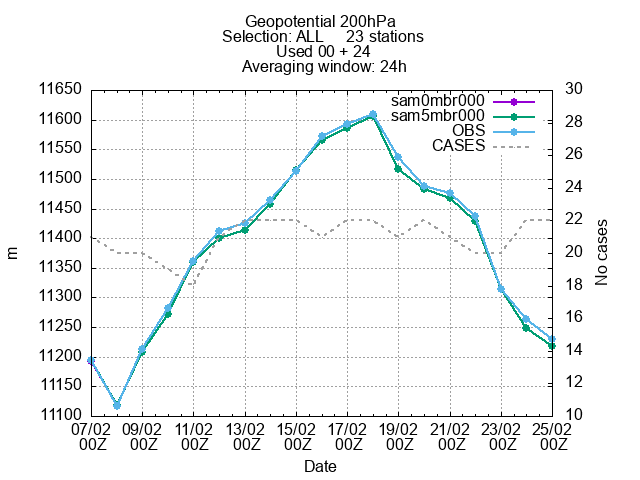 Geopotential 200hPa
Selection: ALL 23 stations
Used 00 + 24
Averaging window: 24h
sam0mbr000
sam5mbr000
OBS
CASES
11650
11600
11550
11500
11450
11400
11350
11300
11250
11200
11150
11100
m
30
28
26
24
22
20
18
16
14
12
10
No cases
07/02 09/02 11/02 13/02 15/02 17/02 19/02 21/02 23/02 25/02
00Z 00Z 00Z 00Z 00Z 00Z 00Z 00Z 00Z 00Z
Date